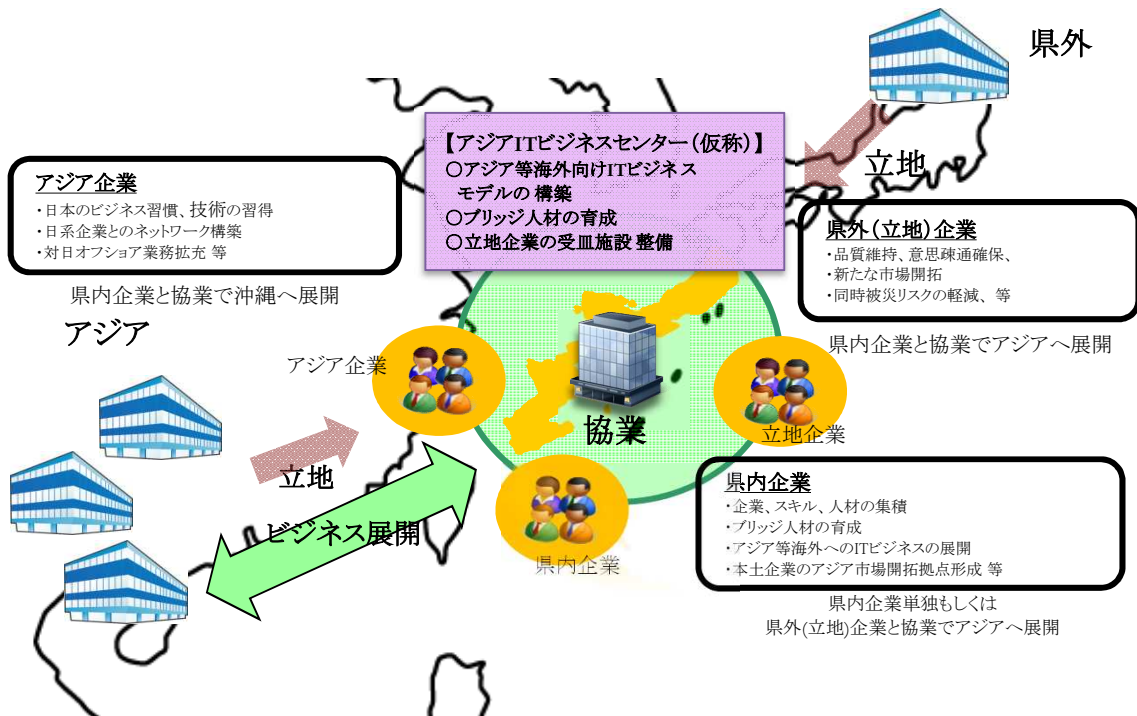 県外
【アジアITビジネスセンター(仮称)】
○アジア等海外向けITビジネス
モデルの 構築
○ブリッジ人材の育成
○立地企業の受皿施設 整備
立地
アジア企業
・日本のビジネス習慣、技術の習得
・日系企業とのネットワーク構築
・対日オフショア業務拡充 等
県内企業と協業で沖縄へ展開
アジア
県外(立地)企業
・品質維持、意思疎通確保、
・新たな市場開拓
・同時被災リスクの軽減、 等
県内企業と協業でアジアへ展開
アジア企業
協業
立地企業
立地
ビジネス展開
県内企業
県内企業
・企業、スキル、人材の集積
・ブリッジ人材の育成
・アジア等海外へのITビジネスの展開
・本土企業のアジア市場開拓拠点形成 等
県内企業単独もしくは
県外(立地)企業と協業でアジアへ展開